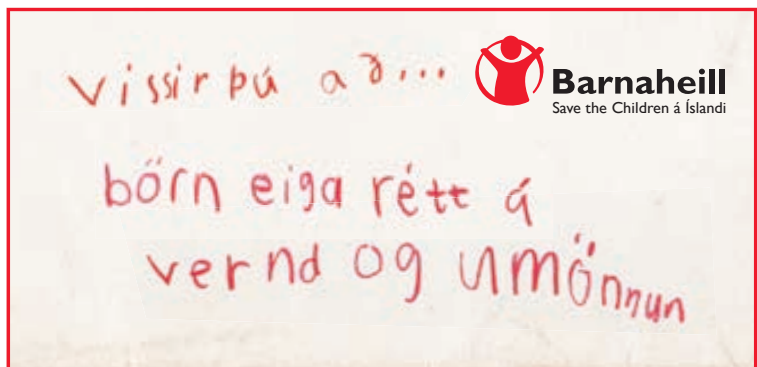 vissir þú að...
Barnaheill
Save the Children á Íslandi
börn eiga rétt á
vernd og umönnun